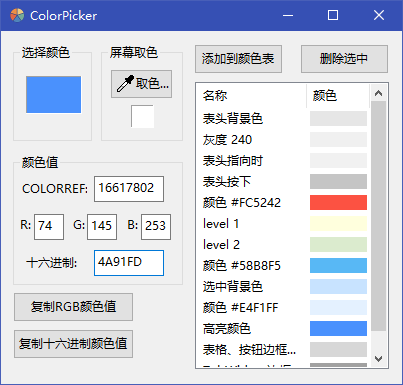 ColorPicker
选择颜色
屏幕取色
取色...
颜色值
COLORREF: 16617802
R: 74 G: 145 B: 253
十六进制: 4A91FD
复制RGB颜色值
复制十六进制颜色值
添加到颜色表
删除选中
名称 颜色
表头背景色
灰度 240
表头指向时
表头按下
颜色 #FC5242
level 1
level 2
颜色 #58B8F5
选中背景色
颜色 #E4F1FF
高亮颜色
表格、按钮边框...